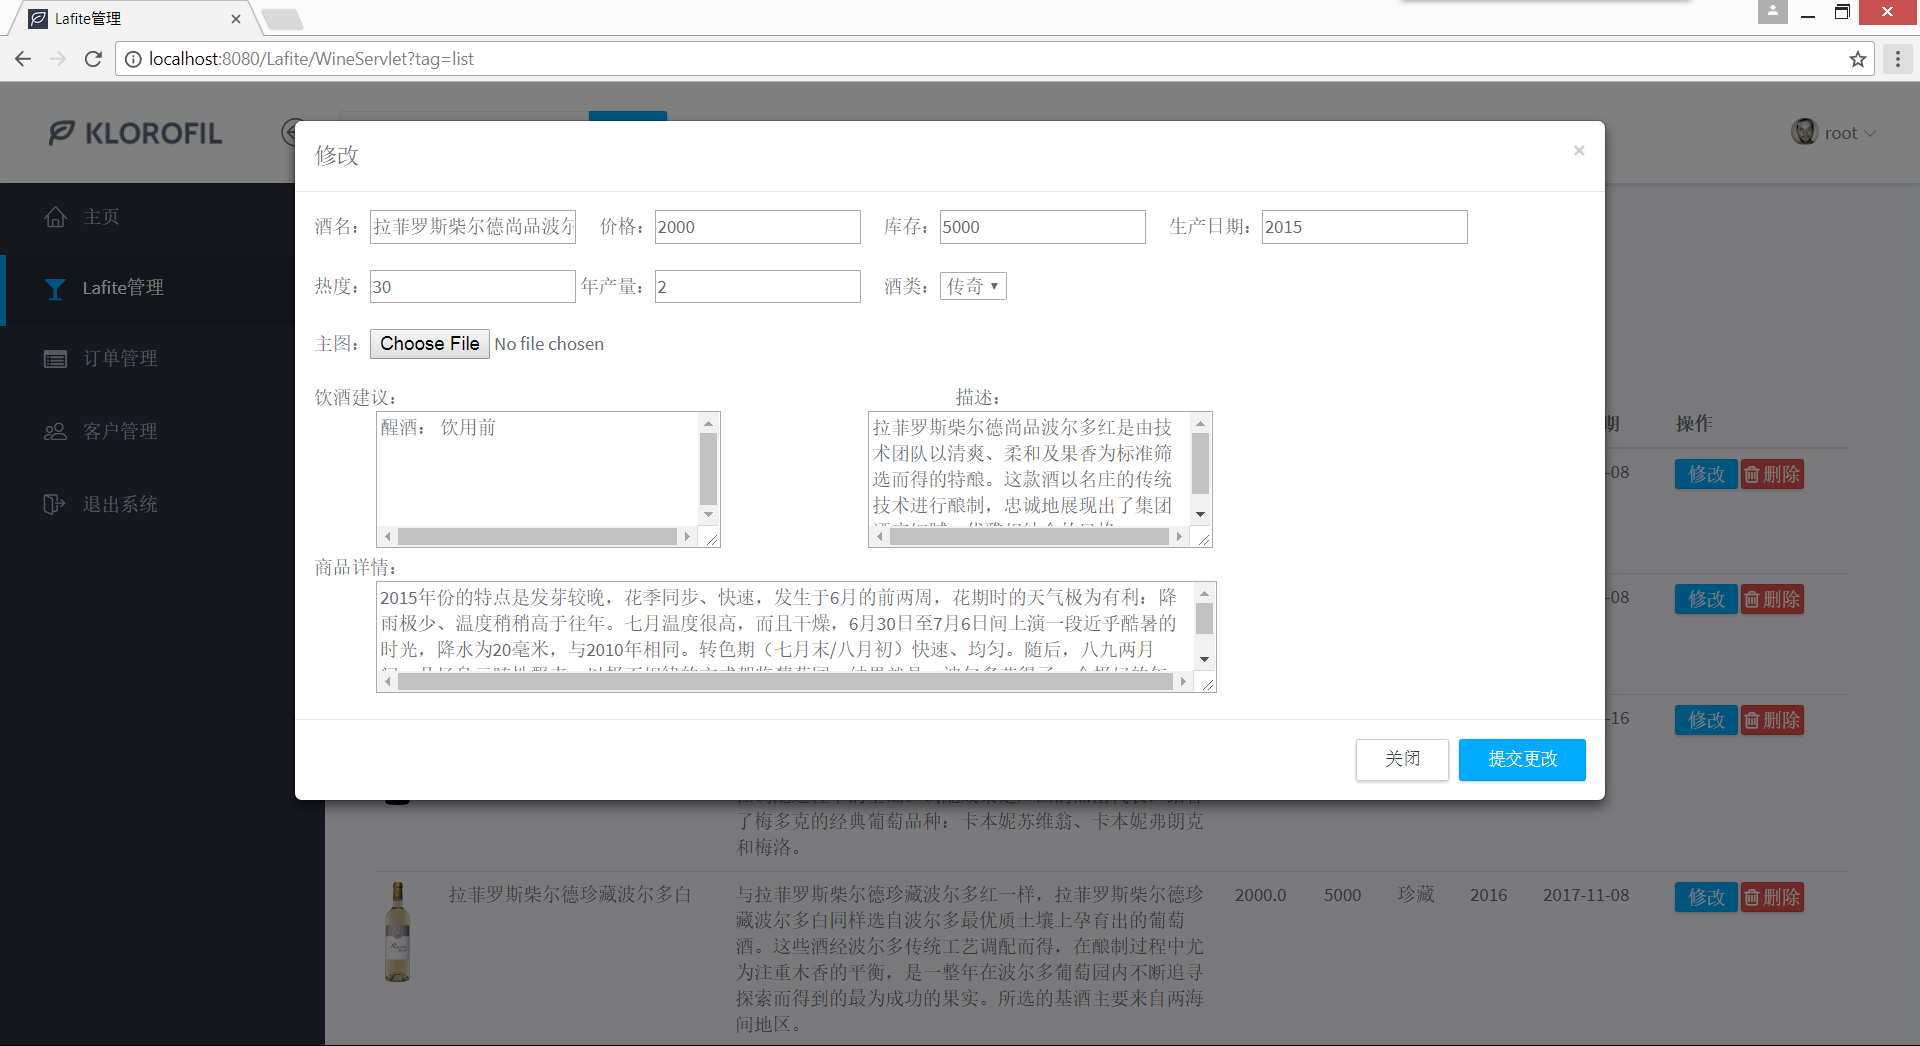 Lafite管理
localhost:8080/Lafite/WineServlet?tag=list
KLOROFIL
root
主页
Lafite管理
订单管理
客户管理
退出系统
修改
×
酒名： 拉菲罗斯柴尔德尚品波尔 价格： 2000 库存： 5000 生产日期： 2015
热度： 30 年产量： 2 酒类： 传奇
主图： Choose File No file chosen
饮酒建议： 描述：
醒酒： 饮用前
拉菲罗斯柴尔德尚品波尔多红是由技
术团队以清爽、柔和及果香为标准筛
选而得的特酿。这款酒以名庄的传统
技术进行酿制，忠诚地展现出了集团
商品详情：
2015年份的特点是发芽较晚，花季同步、快速，发生于6月的前两周，花期时的天气极为有利：降
雨极少、温度稍稍高于往年。七月温度很高，而且干燥，6月30日至7月6日间上演一段近乎酷暑的
时光，降水为20毫米，与2010年相同。转色期（七月末/八月初）快速、均匀。随后，八九两月
关闭 提交更改
期 操作
-08 修改 删除
-08 修改 删除
-16 修改 删除
了梅多克的经典葡萄品种：卡本妮苏维翁、卡本妮弗朗克
和梅洛。
拉菲罗斯柴尔德珍藏波尔多白
与拉菲罗斯柴尔德珍藏波尔多红一样，拉菲罗斯柴尔德珍
藏波尔多白同样选自波尔多最优质土壤上孕育出的葡萄
酒。这些酒经波尔多传统工艺调配而得，在酿制过程中尤
为注重木香的平衡，是一整年在波尔多葡萄园内不断追寻
探索而得到的最为成功的果实。所选的基酒主要来自两海
间地区。
2000.0 5000 珍藏 2016 2017-11-08 修改 删除